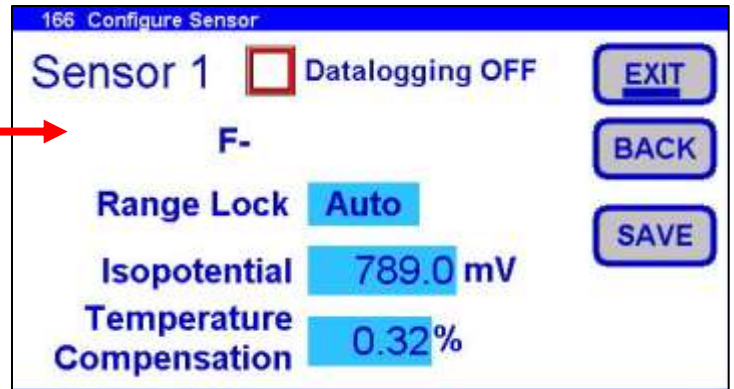 166 Configure Sensor
Sensor 1 Datalogging OFF
EXIT
F-
BACK
Range Lock Auto
SAVE
Isopotential 789.0 mV
Temperature
Compensation 0.32%